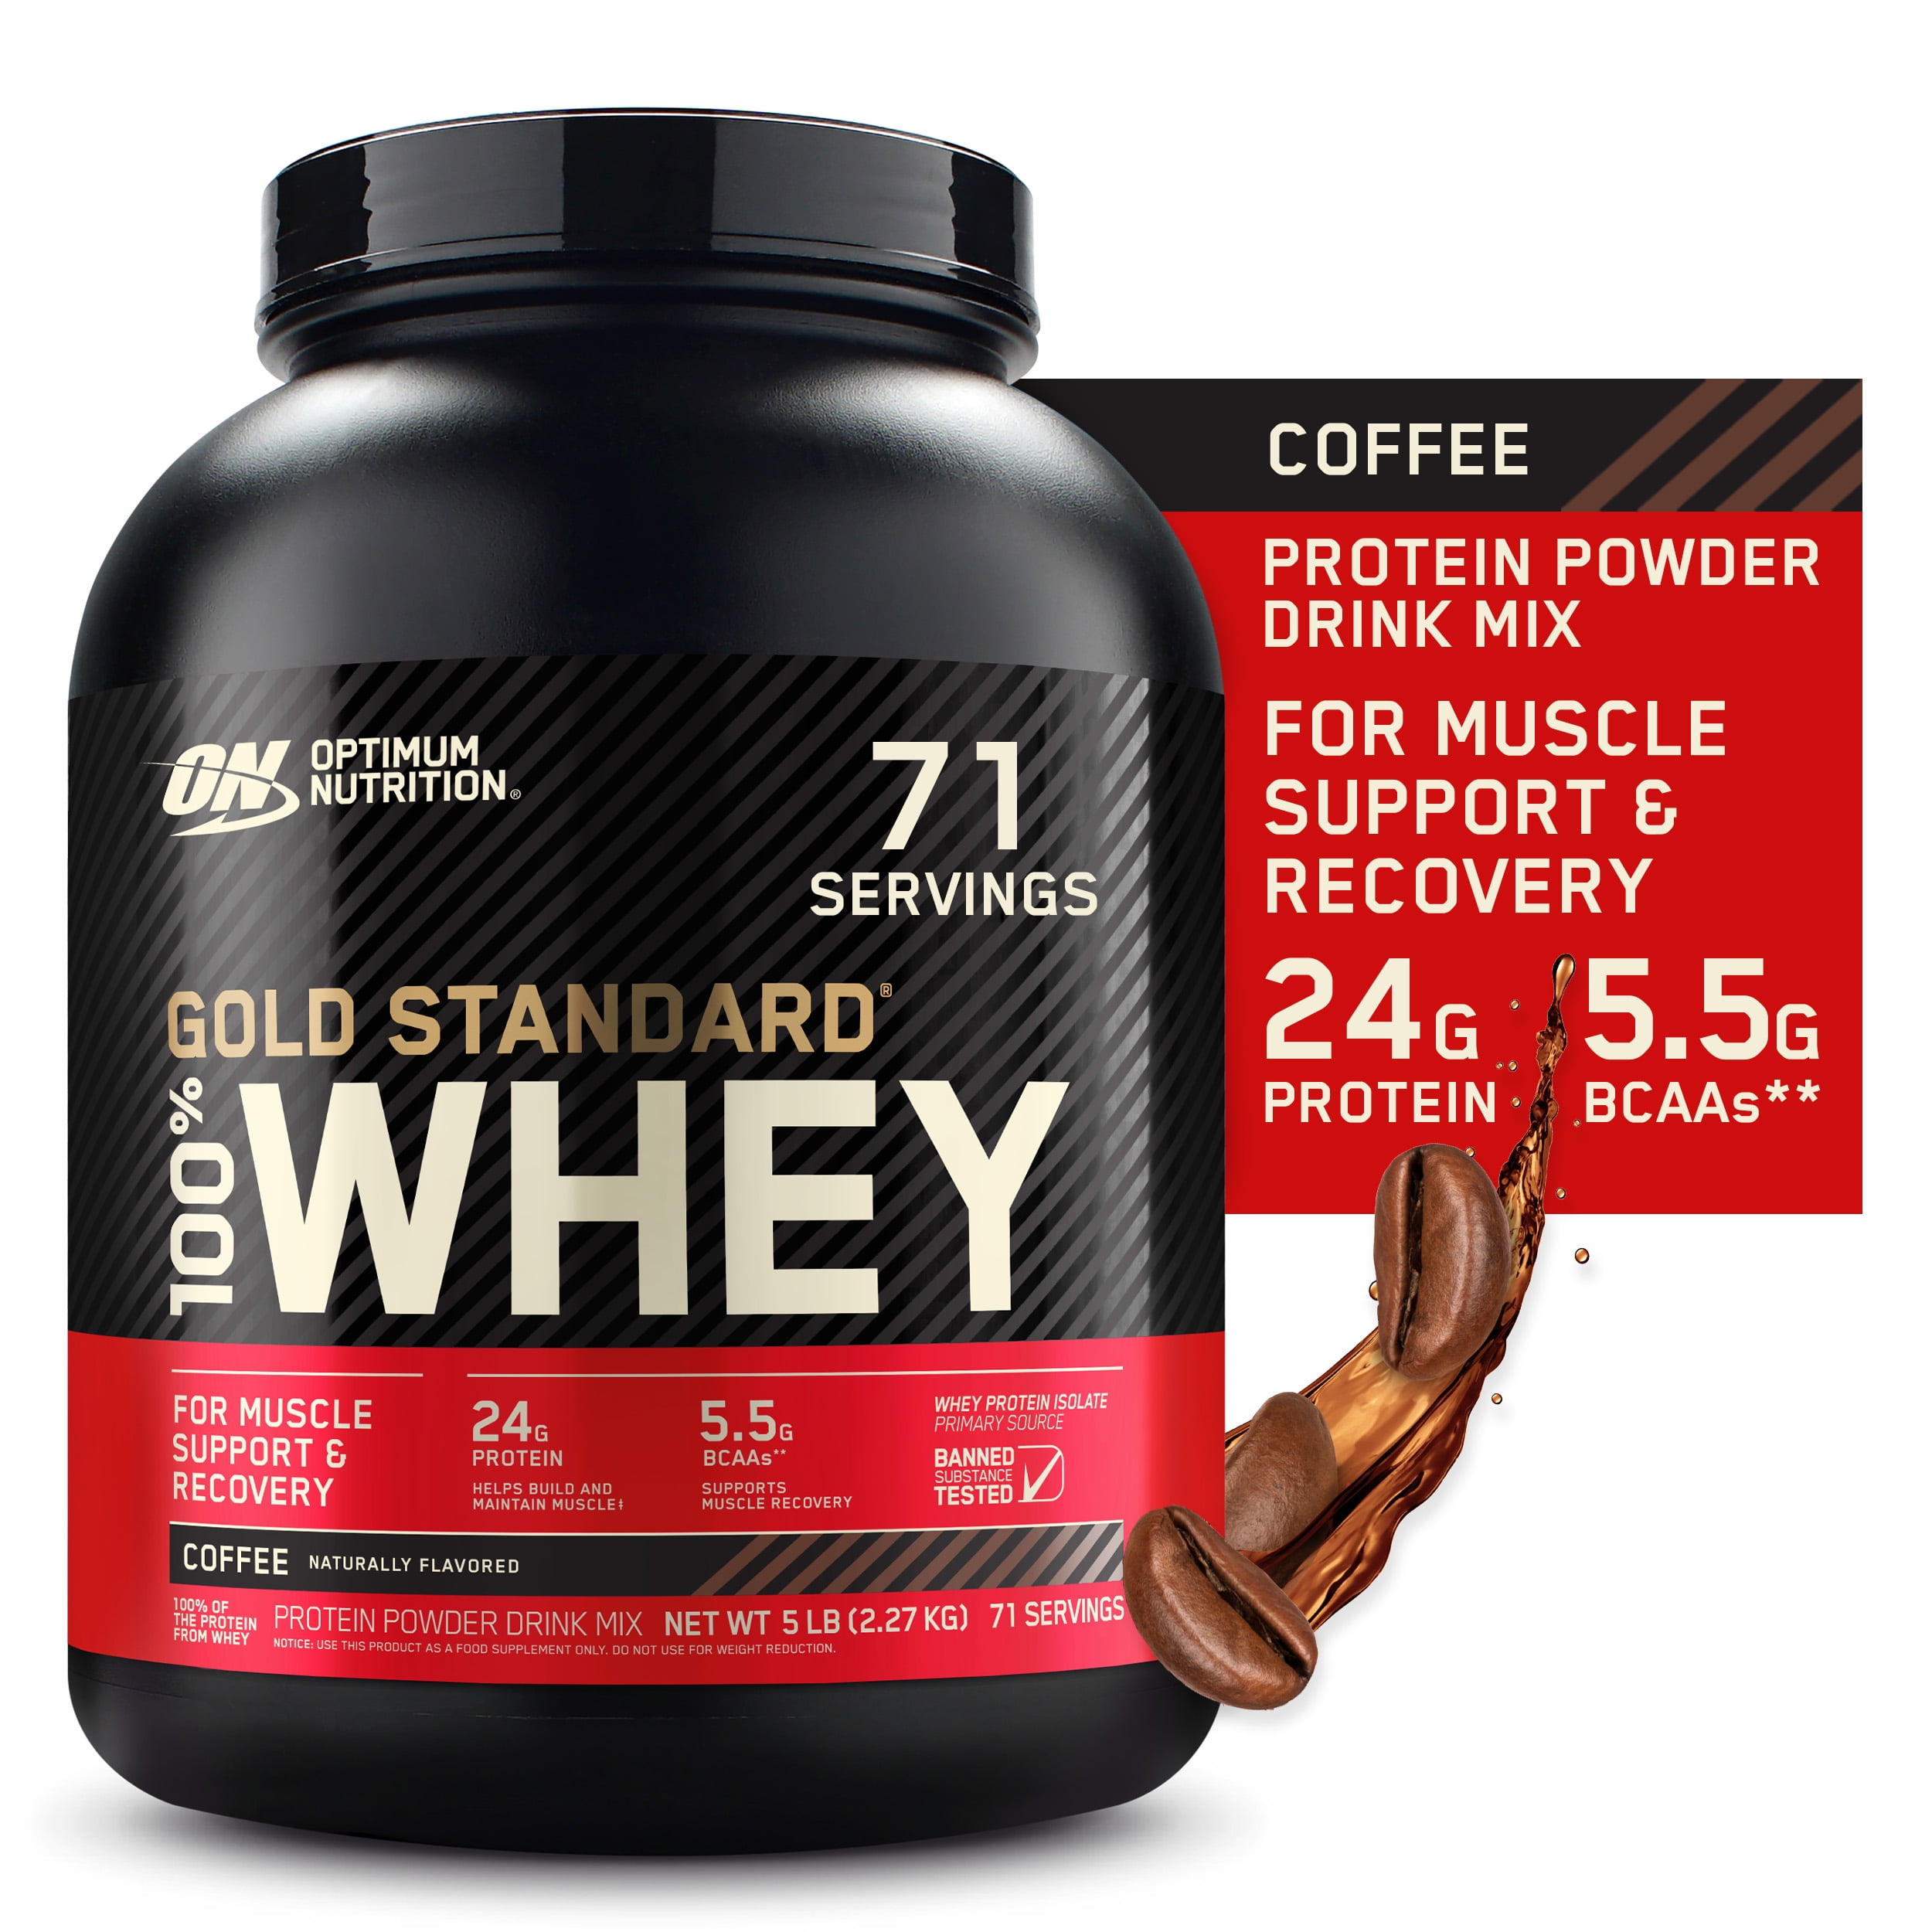 ON OPTIMUM
NUTRITION®
71
SERVINGS
GOLD STANDARD®
100% WHEY
FOR MUSCLE
SUPPORT &
RECOVERY
24G
PROTEIN
HELPS BUILD AND
MAINTAIN MUSCLE‡
5.5G
BCAAs**
SUPPORTS
MUSCLE RECOVERY
WHEY PROTEIN ISOLATE
PRIMARY SOURCE
BANNED
SUBSTANCE
TESTED
COFFEE NATURALLY FLAVORED
100% OF
THE PROTEIN
FROM WHEY
PROTEIN POWDER DRINK MIX NET WT 5 LB (2.27 KG) 71 SERVINGS
NOTICE: USE THIS PRODUCT AS A FOOD SUPPLEMENT ONLY. DO NOT USE FOR WEIGHT REDUCTION.
COFFEE
PROTEIN POWDER
DRINK MIX
FOR MUSCLE
SUPPORT &
RECOVERY
24G
PROTEIN
5.5G
BCAAs**